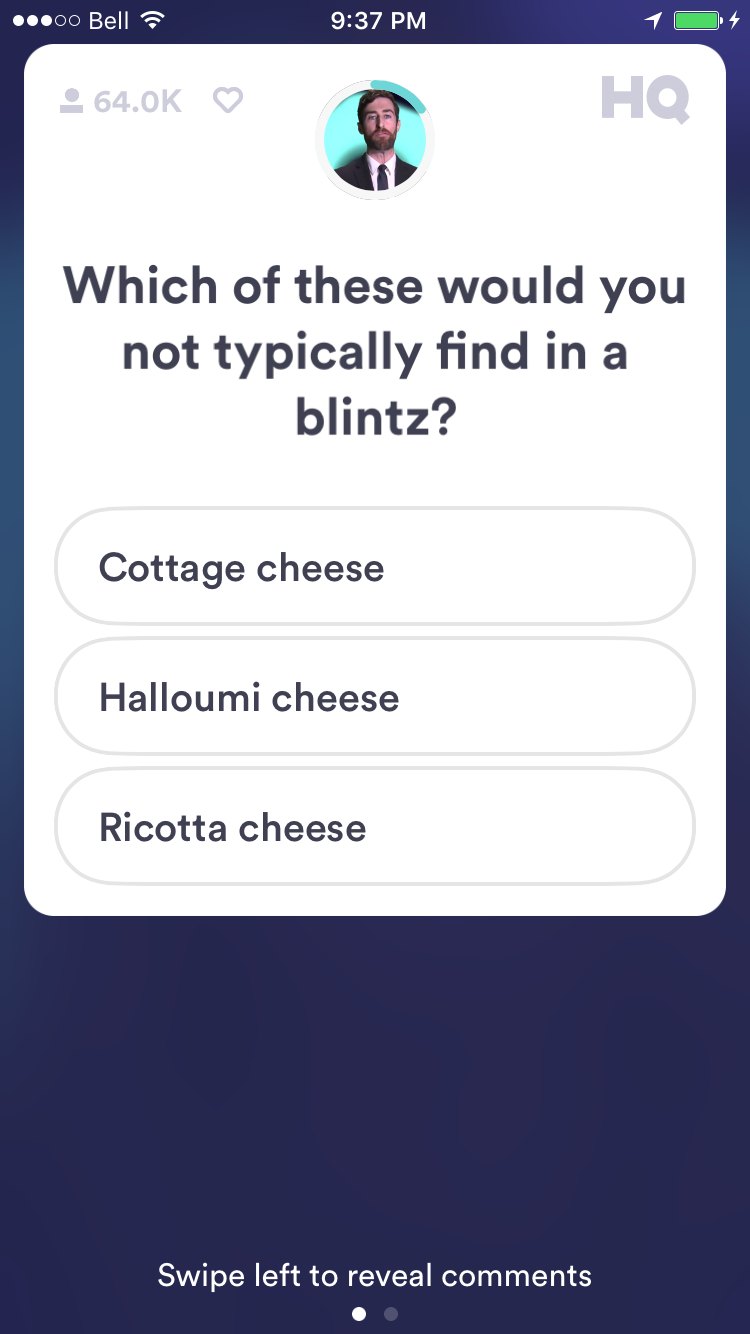 Bell 9:37 PM
64.0K HQ
Which of these would you
not typically find in a
blintz?
Cottage cheese
Halloumi cheese
Ricotta cheese
Swipe left to reveal comments